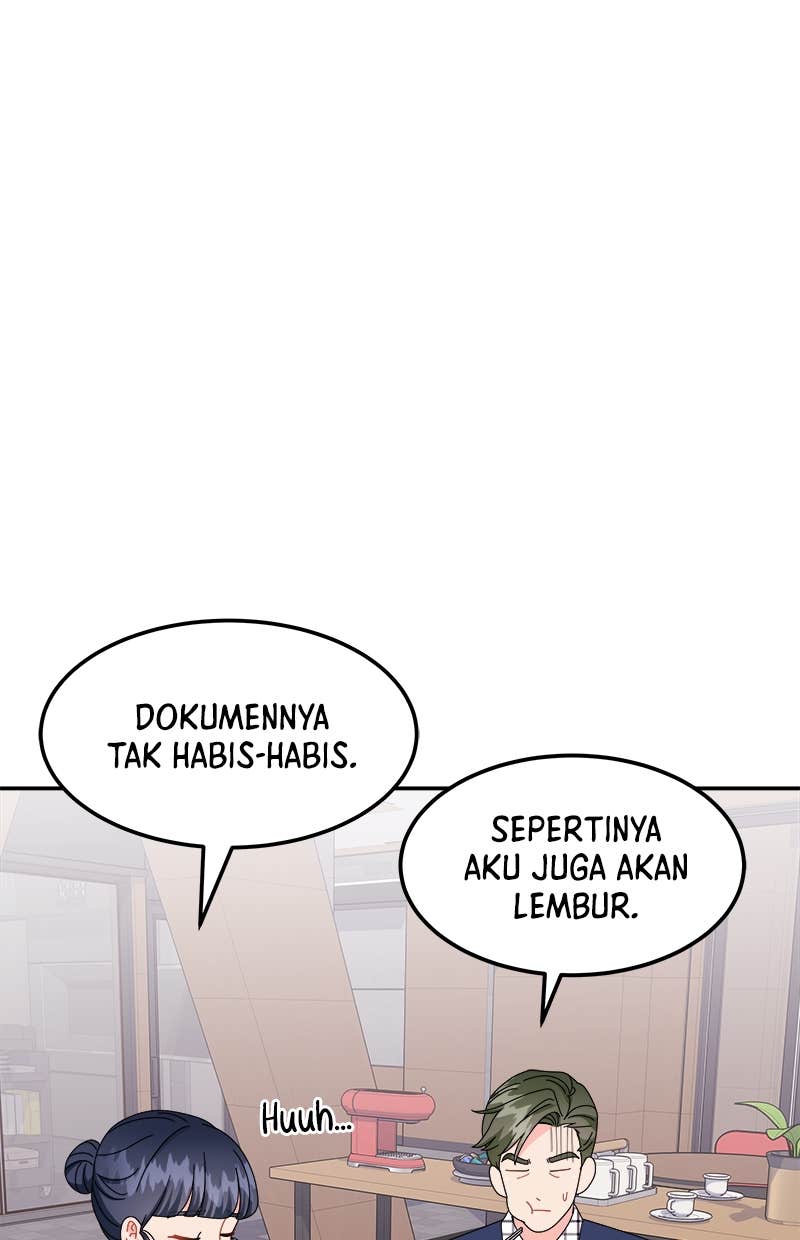 DOKUMENNYA
TAK HABIS-HABIS.
SEPERTINYA
AKU JUGA AKAN
LEMBUR.
Huuh...